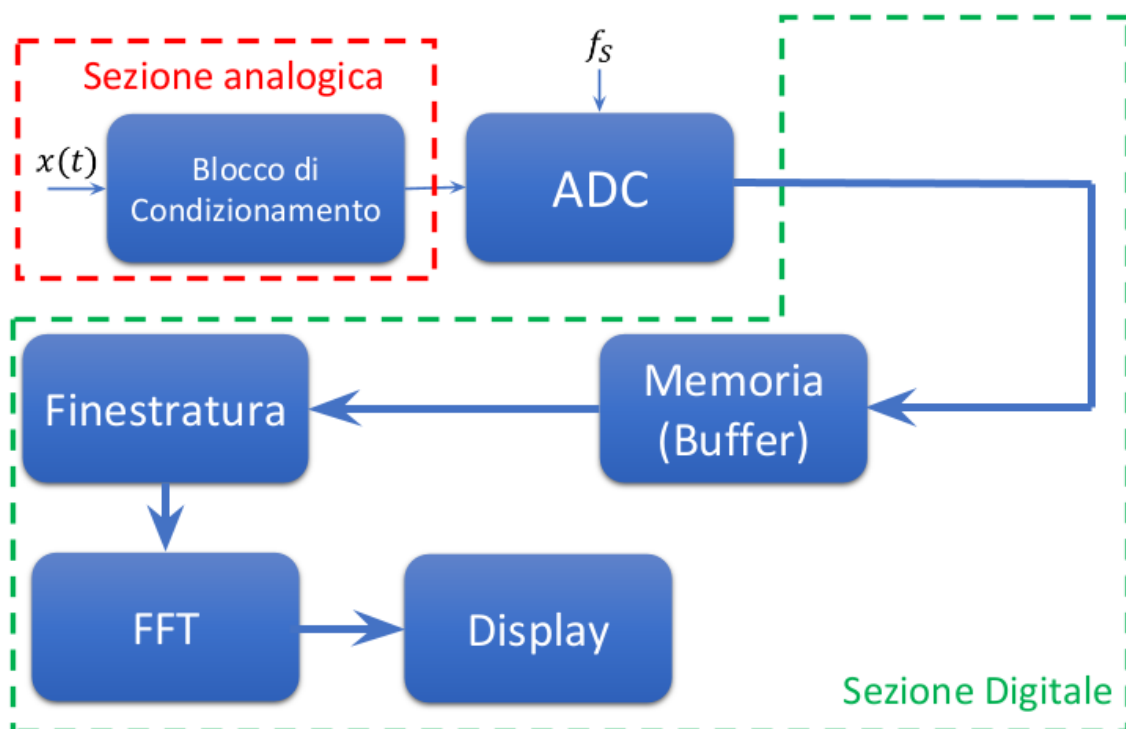 Sezione analogica
f_S
x(t)
Blocco di
Condizionamento
ADC
Finestratura
Memoria
(Buffer)
FFT
Display
Sezione Digitale